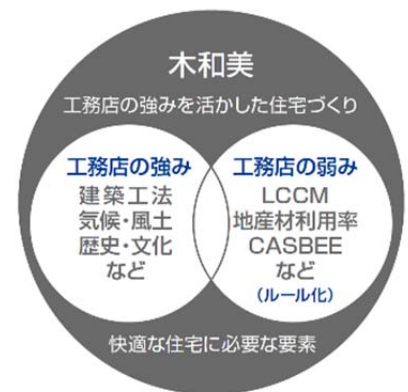 木和美
工務店の強みを活かした住宅づくり
工務店の強み
建築工法
気候・風土
歴史・文化
など
工務店の弱み
LCCM
地産材利用率
CASBEE
など
(ルール化)
快適な住宅に必要な要素